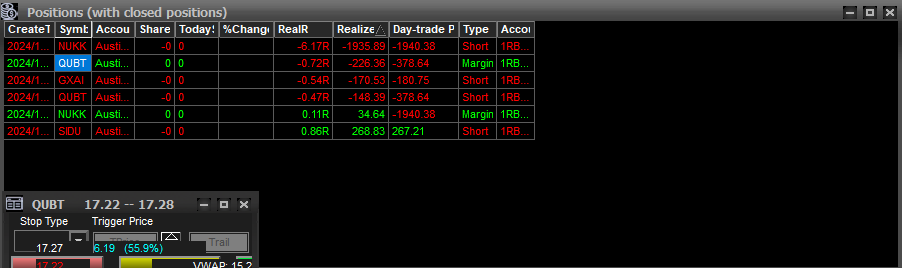 Positions (with closed positions)
CreateT Symb Accou Share Today! %Change RealR Realize Day-trade P Type Accou
2024/1... NUKK Austi... -0 0 -6.17R -1935.89 -1940.36 Short 1RB...
2024/1... QUBT Austi... 0 0 -0.72R -226.36 -378.64 Margin 1RB...
2024/1... GXAI Austi... -0 0 -0.54R -170.53 -180.75 Short 1RB...
2024/1... QUBT Austi... -0 0 -0.47R -148.39 -378.64 Short 1RB...
2024/1... NUKK Austi... 0 0 0.11R 34.64 -1940.36 Margin 1RB...
2024/1... SIDU Austi... -0 0 0.86R 268.83 267.21 Short 1RB...
QUBT 17.22 -- 17.28
Stop Type Trigger Price
Trail
17.27 6.19 (55.9%)
17.22 VWAP: 15.2